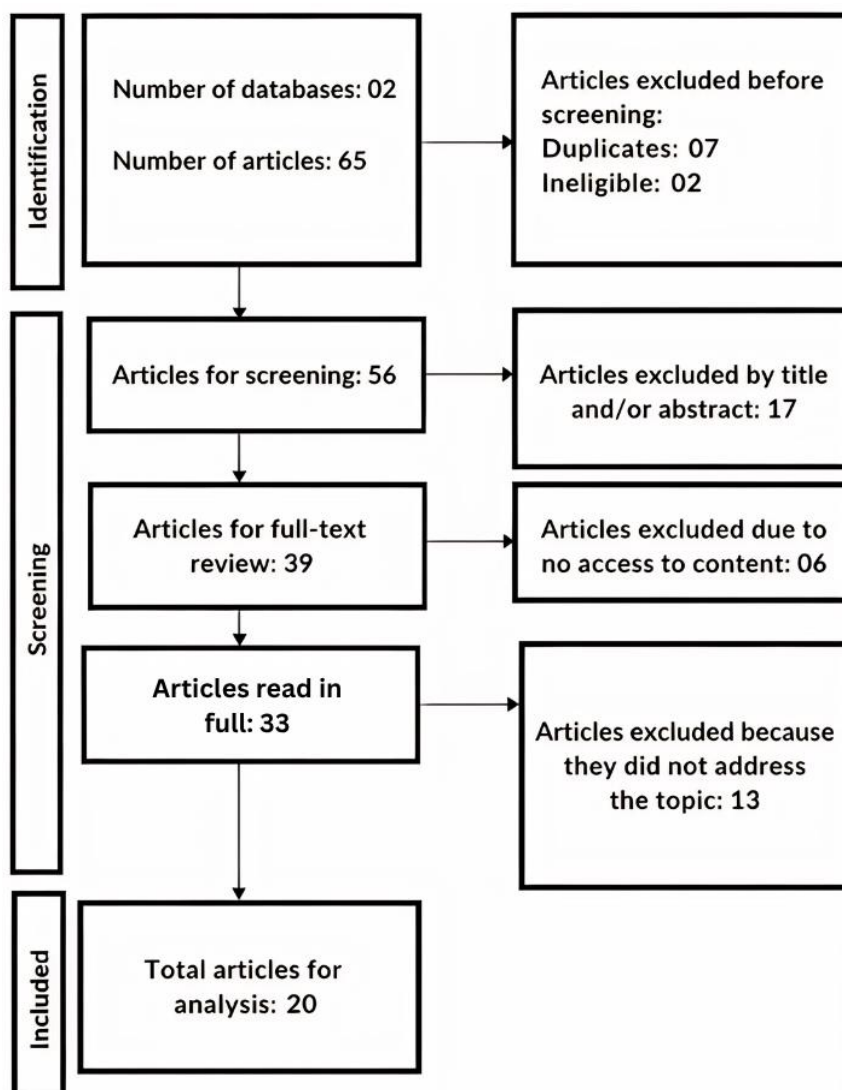 Identification
Number of databases: 02
Number of articles: 65
Articles excluded before
screening:
Duplicates: 07
Ineligible: 02
Screening
Articles for screening: 56
Articles excluded by title
and/or abstract: 17
Articles for full-text
review: 39
Articles excluded due to
no access to content: 06
Articles read in
full: 33
Articles excluded because
they did not address
the topic: 13
Included
Total articles for
analysis: 20